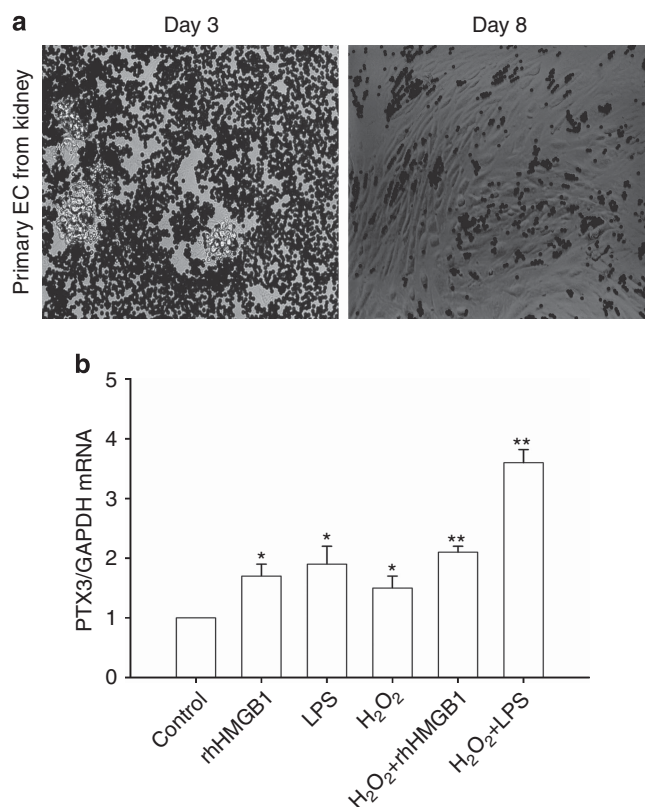 a
Day 3 Day 8
Primary EC from kidney
b
PTX3/GAPDH mRNA
5
4
3
2
1
0
*
*
*
**
**
Control
rhHMGB1
LPS
H₂O₂
H₂O₂+rhHMGB1
H₂O₂+LPS